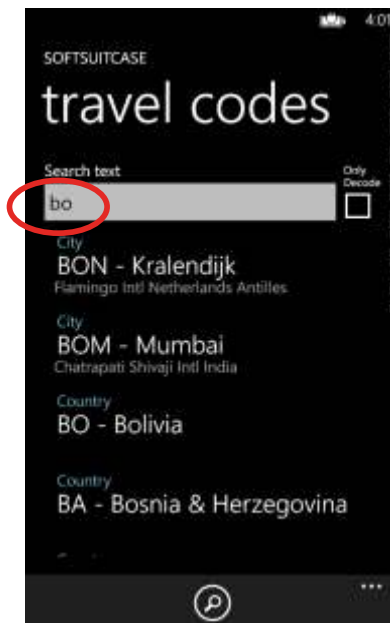 4:01
SOFTSUITCASE
travel codes
Search text
Only
Decode
bo
City
BON - Kralendijk
Flamingo Intl Netherlands Antilles
City
BOM - Mumbai
Chatrapati Shivaji Intl India
Country
BO - Bolivia
Country
BA - Bosnia & Herzegovina